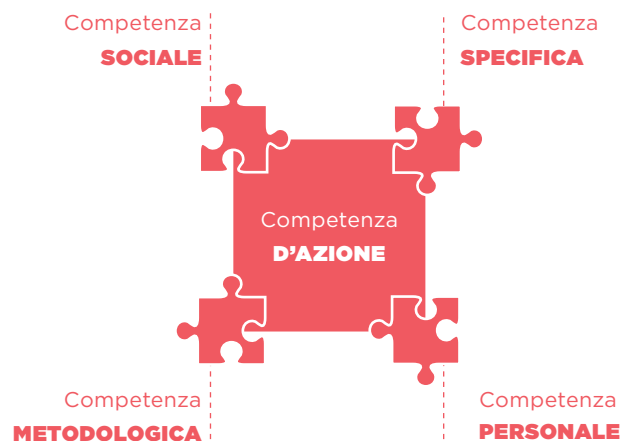 Competenza
SOCIALE
Competenza
SPECIFICA
Competenza
D'AZIONE
Competenza
METODOLOGICA
Competenza
PERSONALE